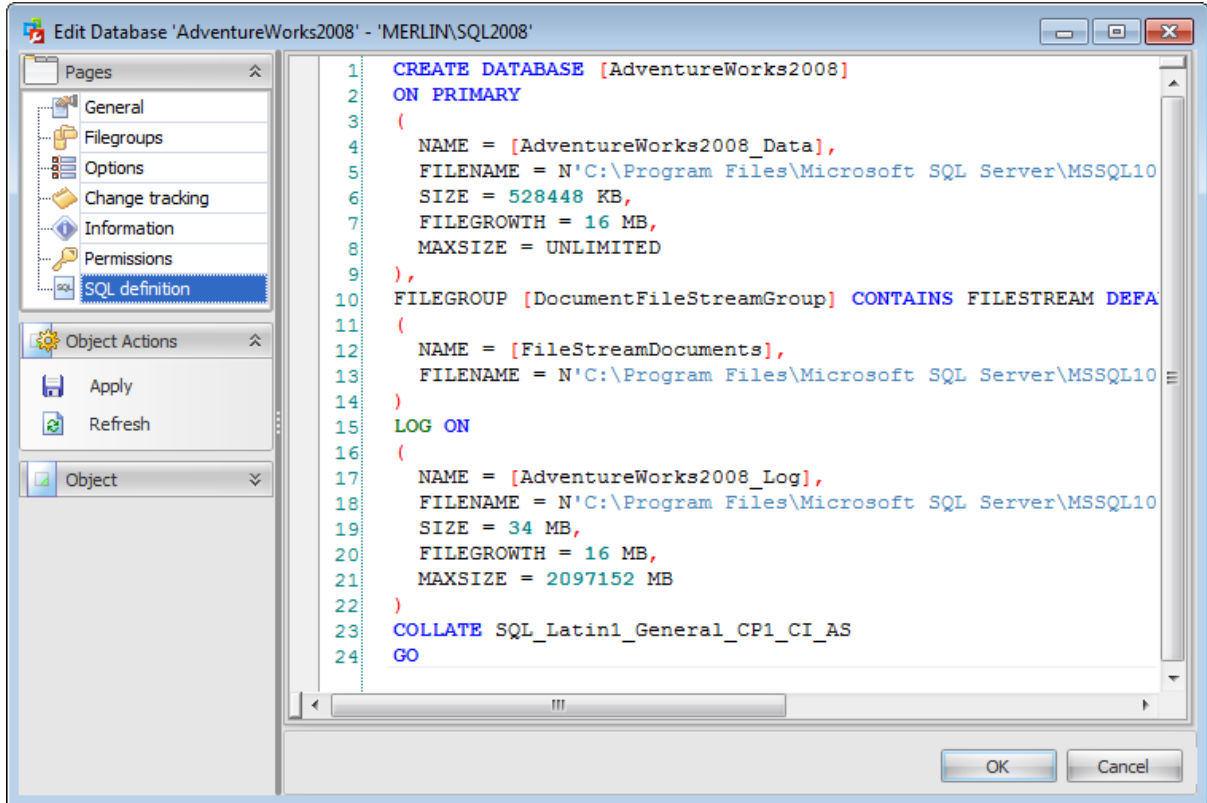 Edit Database 'AdventureWorks2008' - 'MERLIN\SQL2008'
Pages
General
Filegroups
Options
Change tracking
Information
Permissions
SQL definition
Object Actions
Apply
Refresh
Object
1 CREATE DATABASE [AdventureWorks2008]
2 ON PRIMARY
3 (
4 NAME = [AdventureWorks2008_Data],
5 FILENAME = N'C:\Program Files\Microsoft SQL Server\MSSQL10
6 SIZE = 528448 KB,
7 FILEGROWTH = 16 MB,
8 MAXSIZE = UNLIMITED
9 ),
10 FILEGROUP [DocumentFileStreamGroup] CONTAINS FILESTREAM DEFA
11 (
12 NAME = [FileStreamDocuments],
13 FILENAME = N'C:\Program Files\Microsoft SQL Server\MSSQL10
14 )
15 LOG ON
16 (
17 NAME = [AdventureWorks2008_Log],
18 FILENAME = N'C:\Program Files\Microsoft SQL Server\MSSQL10
19 SIZE = 34 MB,
20 FILEGROWTH = 16 MB,
21 MAXSIZE = 2097152 MB
22 )
23 COLLATE SQL_Latin1_General_CP1_CI_AS
24 GO
OK Cancel